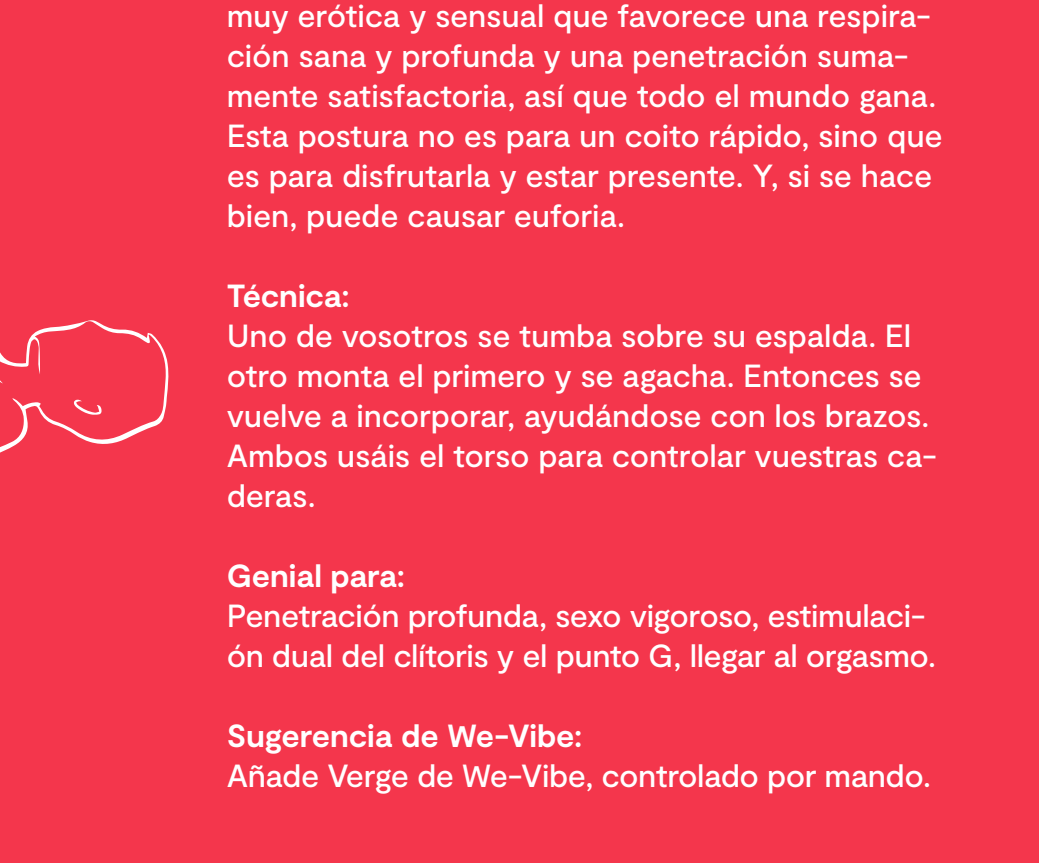 muy erótica y sensual que favorece una respira-
ción sana y profunda y una penetración suma-
mente satisfactoria, así que todo el mundo gana.
Esta postura no es para un coito rápido, sino que
es para disfrutarla y estar presente. Y, si se hace
bien, puede causar euforia.
Técnica:
Uno de vosotros se tumba sobre su espalda. El
otro monta el primero y se agacha. Entonces se
vuelve a incorporar, ayudándose con los brazos.
Ambos usáis el torso para controlar vuestras ca-
deras.
Genial para:
Penetración profunda, sexo vigoroso, estimulaci-
ón dual del clítoris y el punto G, llegar al orgasmo.
Sugerencia de We-Vibe:
Añade Verge de We-Vibe, controlado por mando.